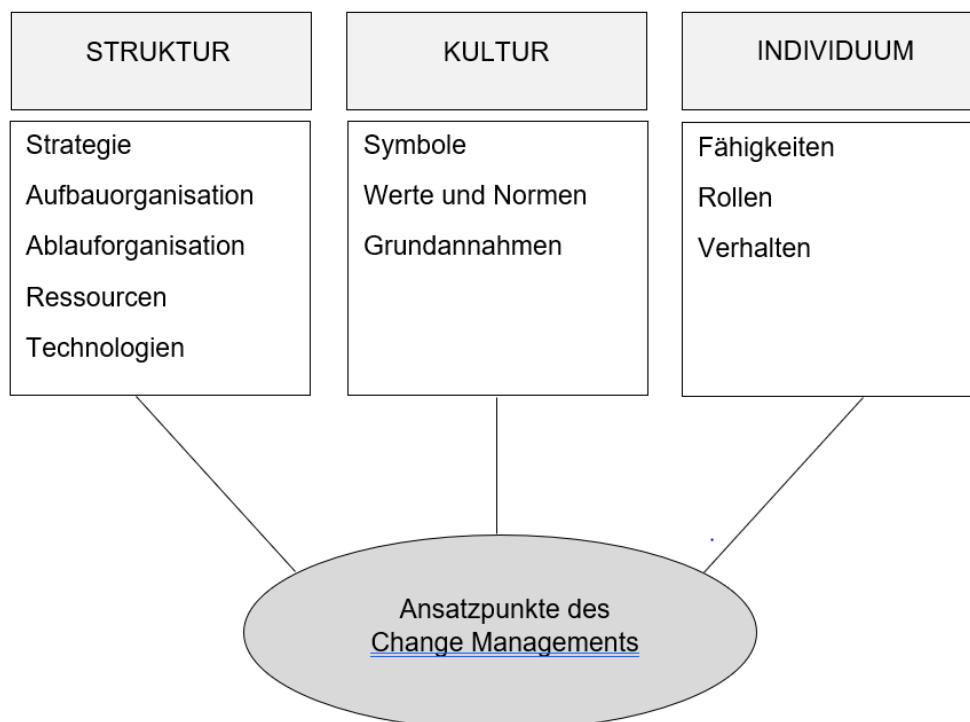 STRUKTUR
Strategie
Aufbauorganisation
Ablauforganisation
Ressourcen
Technologien
KULTUR
Symbole
Werte und Normen
Grundannahmen
INDIVIDUUM
Fähigkeiten
Rollen
Verhalten
Ansatzpunkte des
Change Managements